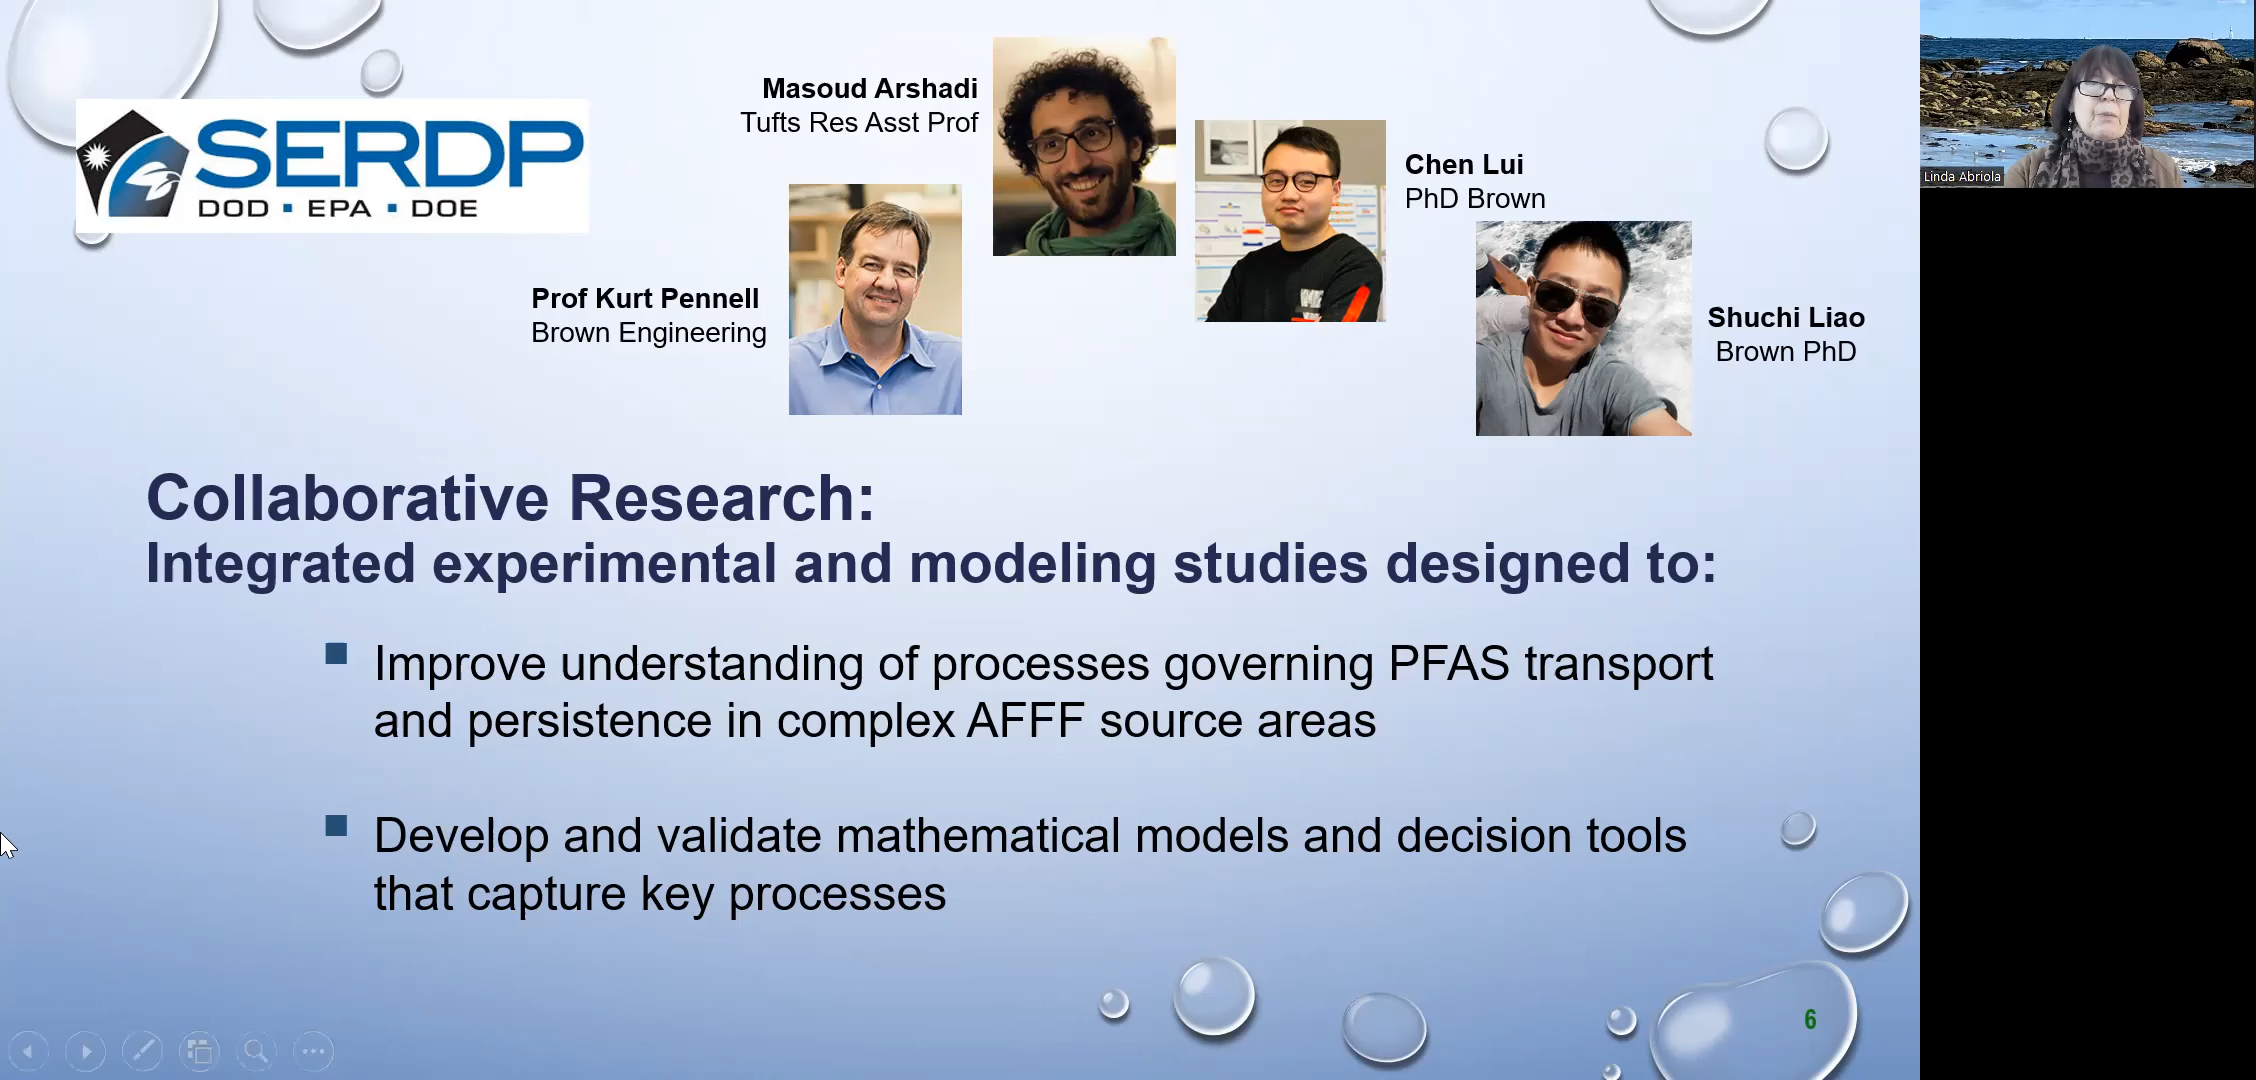 SERDP
DOD ▪ EPA ▪ DOE
Masoud Arshadi
Tufts Res Asst Prof
Chen Lui
PhD Brown
Prof Kurt Pennell
Brown Engineering
Shuchi Liao
Brown PhD
Linda Abriola
Collaborative Research:
Integrated experimental and modeling studies designed to:
▪ Improve understanding of processes governing PFAS transport
and persistence in complex AFFF source areas
▪ Develop and validate mathematical models and decision tools
that capture key processes
6